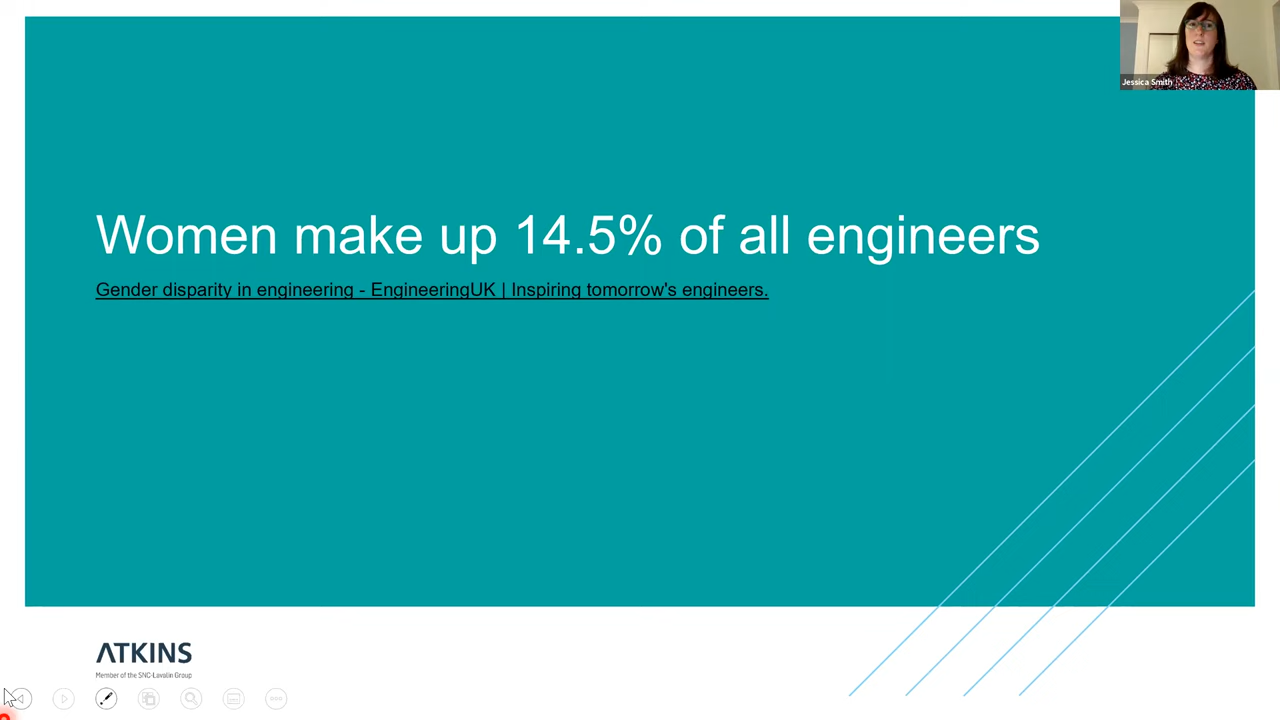 Jessica Smith
Women make up 14.5% of all engineers
Gender disparity in engineering - EngineeringUK | Inspiring tomorrow's engineers.
ATKINS
Member of the SNC-Lavalin Group